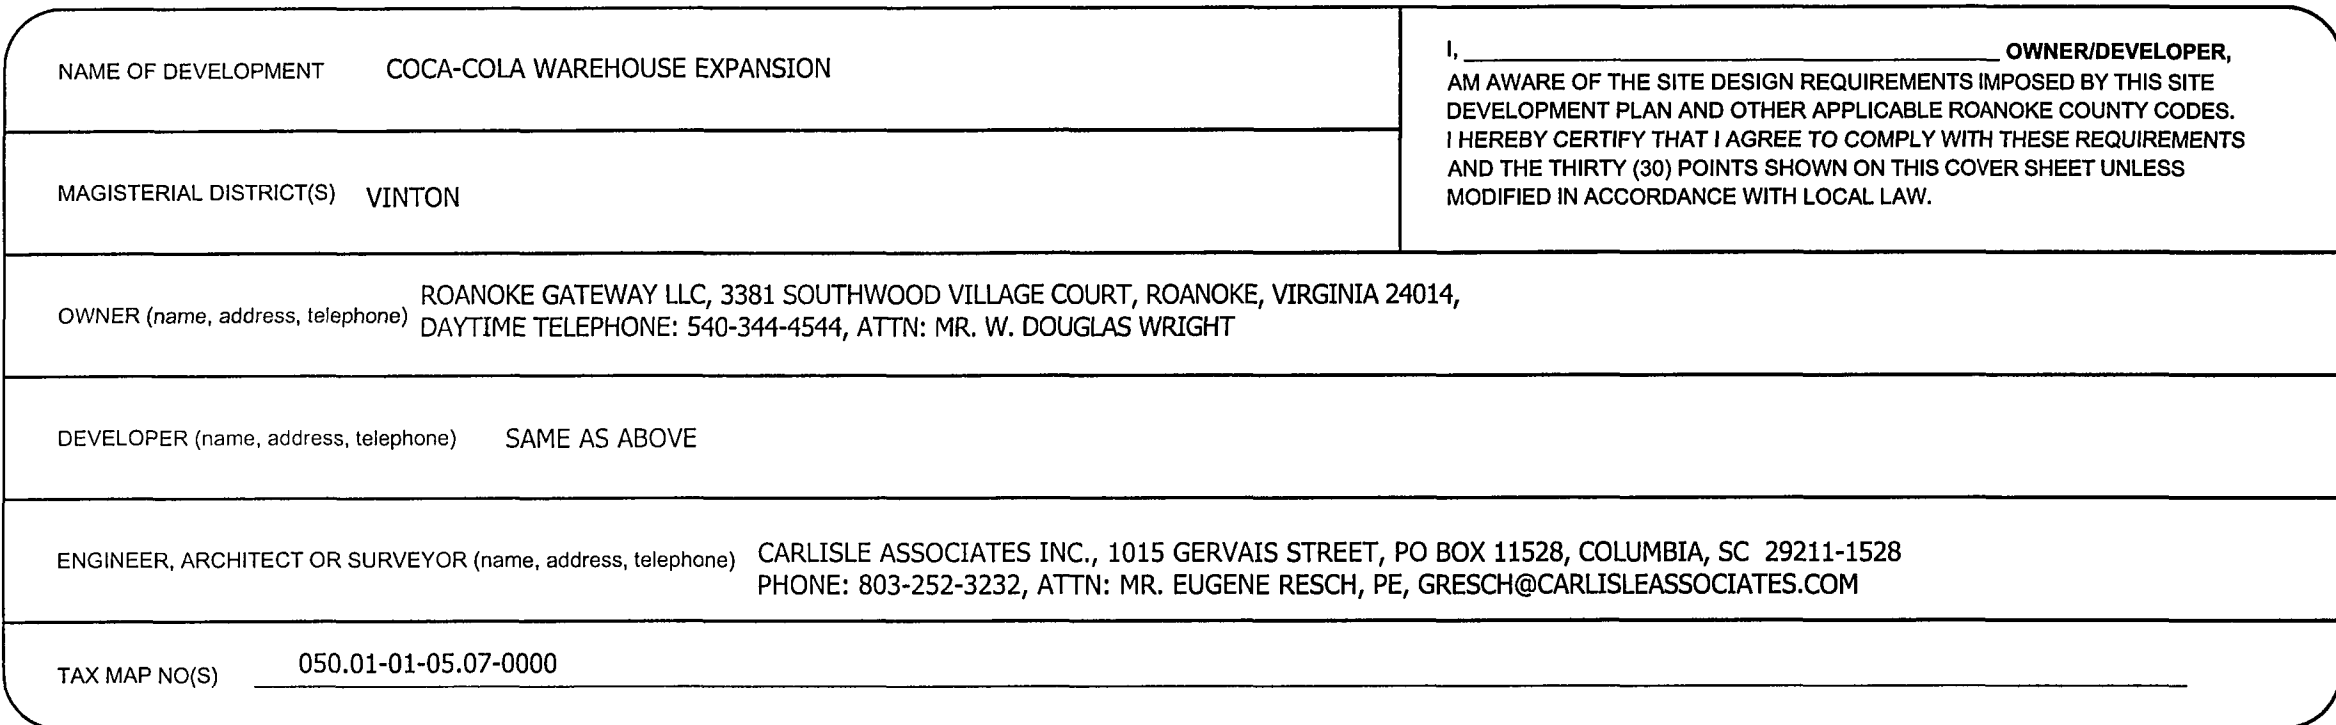 NAME OF DEVELOPMENT COCA-COLA WAREHOUSE EXPANSION
I, ______________________ OWNER/DEVELOPER,
AM AWARE OF THE SITE DESIGN REQUIREMENTS IMPOSED BY THIS SITE
DEVELOPMENT PLAN AND OTHER APPLICABLE ROANOKE COUNTY CODES.
I HEREBY CERTIFY THAT I AGREE TO COMPLY WITH THESE REQUIREMENTS
AND THE THIRTY (30) POINTS SHOWN ON THIS COVER SHEET UNLESS
MODIFIED IN ACCORDANCE WITH LOCAL LAW.
MAGISTERIAL DISTRICT(S) VINTON
OWNER (name, address, telephone) ROANOKE GATEWAY LLC, 3381 SOUTHWOOD VILLAGE COURT, ROANOKE, VIRGINIA 24014,
DAYTIME TELEPHONE: 540-344-4544, ATTN: MR. W. DOUGLAS WRIGHT
DEVELOPER (name, address, telephone) SAME AS ABOVE
ENGINEER, ARCHITECT OR SURVEYOR (name, address, telephone) CARLISLE ASSOCIATES INC., 1015 GERVAIS STREET, PO BOX 11528, COLUMBIA, SC 29211-1528
PHONE: 803-252-3232, ATTN: MR. EUGENE RESCH, PE, GRESCH@CARLISLEASSOCIATES.COM
TAX MAP NO(S) 050.01-01-05.07-0000